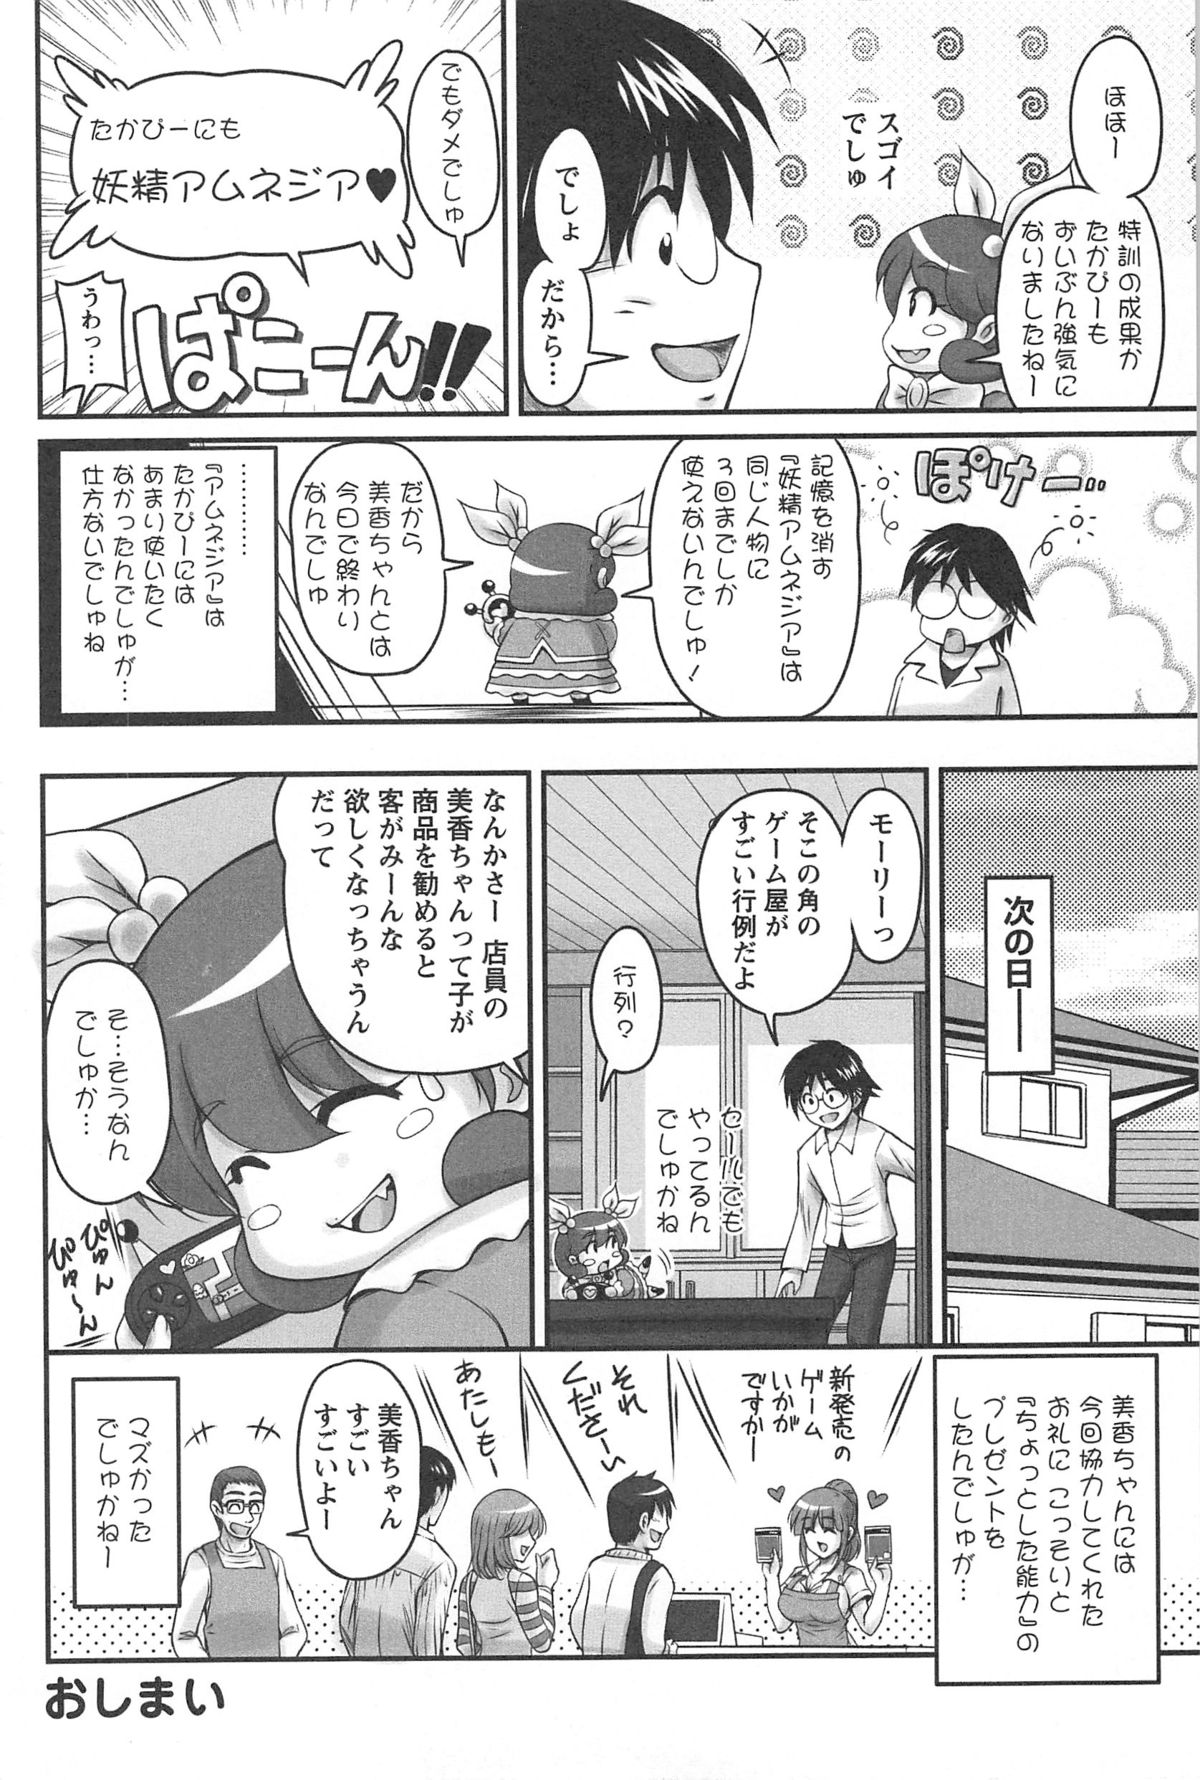 ほほー
特訓の成果か
たかぴーも
ずいぶん強気に
なりましたねー
スゴイ
でしゅ
でしょ
だから…
でもダメでしゅ
たかぴーにも
妖精アムネジア♥
ぱこーん!!
うわっ…
ぽけー…
記憶を消す
『妖精アムネジア』は
同じ人物に
3回までしか
使えないんでしゅ!
だから
美香ちゃんとは
今日で終わり
なんでしゅ
………
『アムネジア』は
たかぴーには
あまい使いたく
なかったんでしゅが…
仕方ないでしゅね
次の日──
モーリーっ
そこの角の
ゲーム屋が
すごい行例だよ
行列?
セールでも
やってるん
でしゅかね
なんかさー 店員の
美香ちゃんって子が
商品を勧めると
客がみーんな
欲しくなっちゃうん
だって
そ…そうなん
でしゅか…
ぴゅん
ぴゅ〜ん
美香ちゃんには
今回協力してくれた
お礼に こっそいと
『ちょっとした能力』の
プレゼントを
したんでしゅが…
新発売の
ゲーム
いかが
ですかー
それ
くださーい
あたしもー
美香ちゃん
すごい
すごいよー
マズかった
でしゅかねー
おしまい